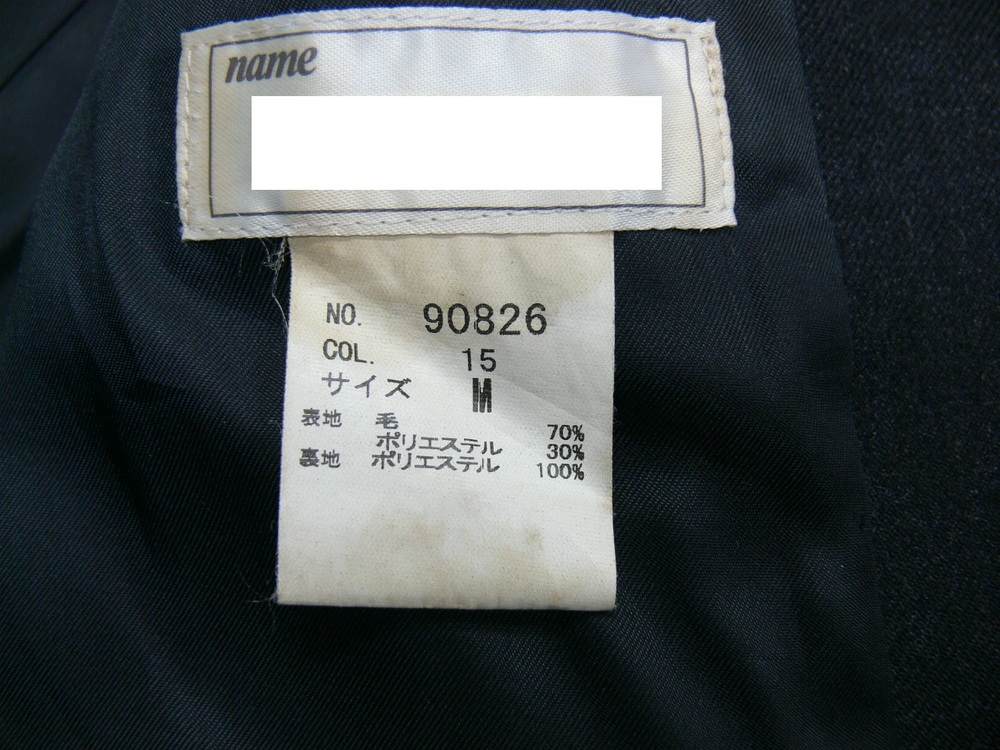 name
NO. 90826
COL. 15
サイズ M
表地 毛 70%
ポリエステル 30%
裏地 ポリエステル 100%